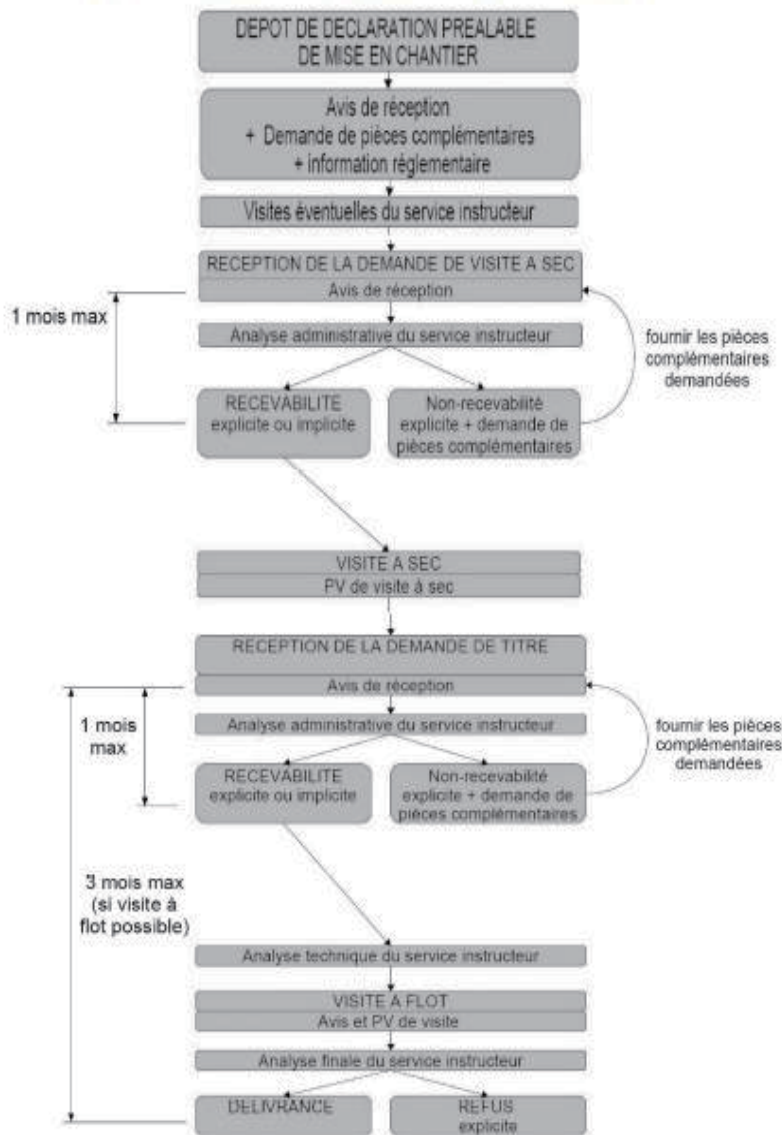 DEPOT DE DECLARATION PREALABLE
DE MISE EN CHANTIER
Avis de réception
+ Demande de pièces complémentaires
+ information réglementaire
Visites éventuelles du service instructeur
RECEPTION DE LA DEMANDE DE VISITE A SEC
Avis de réception
1 mois max
Analyse administrative du service instructeur
fournir les pièces
complémentaires
demandées
RECEVABILITE
explicite ou implicite
Non-recevabilité
explicite + demande de
pièces complémentaires
VISITE A SEC
PV de visite à sec
RECEPTION DE LA DEMANDE DE TITRE
Avis de réception
1 mois
max
Analyse administrative du service instructeur
fournir les pièces
complémentaires
demandées
RECEVABILITE
explicite ou implicite
Non-recevabilité
explicite + demande de
pièces complémentaires
3 mois max
(si visite à
flot possible)
Analyse technique du service instructeur
VISITE A FLOT
Avis et PV de visite
Analyse finale du service instructeur
DELIVRANCE
REFUS
explicite